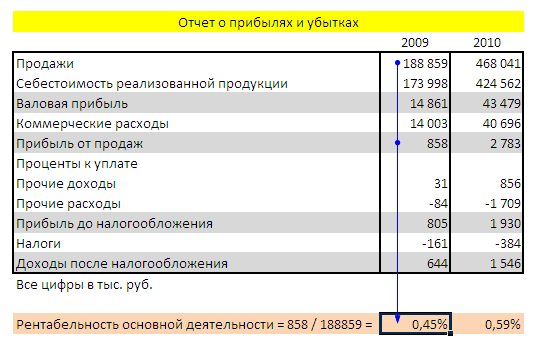 Отчет о прибылях и убытках
2009 2010
Продажи 188 859 468 041
Себестоимость реализованной продукции 173 998 424 562
Валовая прибыль 14 861 43 479
Коммерческие расходы 14 003 40 696
Прибыль от продаж 858 2 783
Проценты к уплате
Прочие доходы 31 856
Прочие расходы -84 -1 709
Прибыль до налогообложения 805 1 930
Налоги -161 -384
Доходы после налогообложения 644 1 546
Все цифры в тыс. руб.
Рентабельность основной деятельности = 858 / 188859 = 0,45% 0,59%